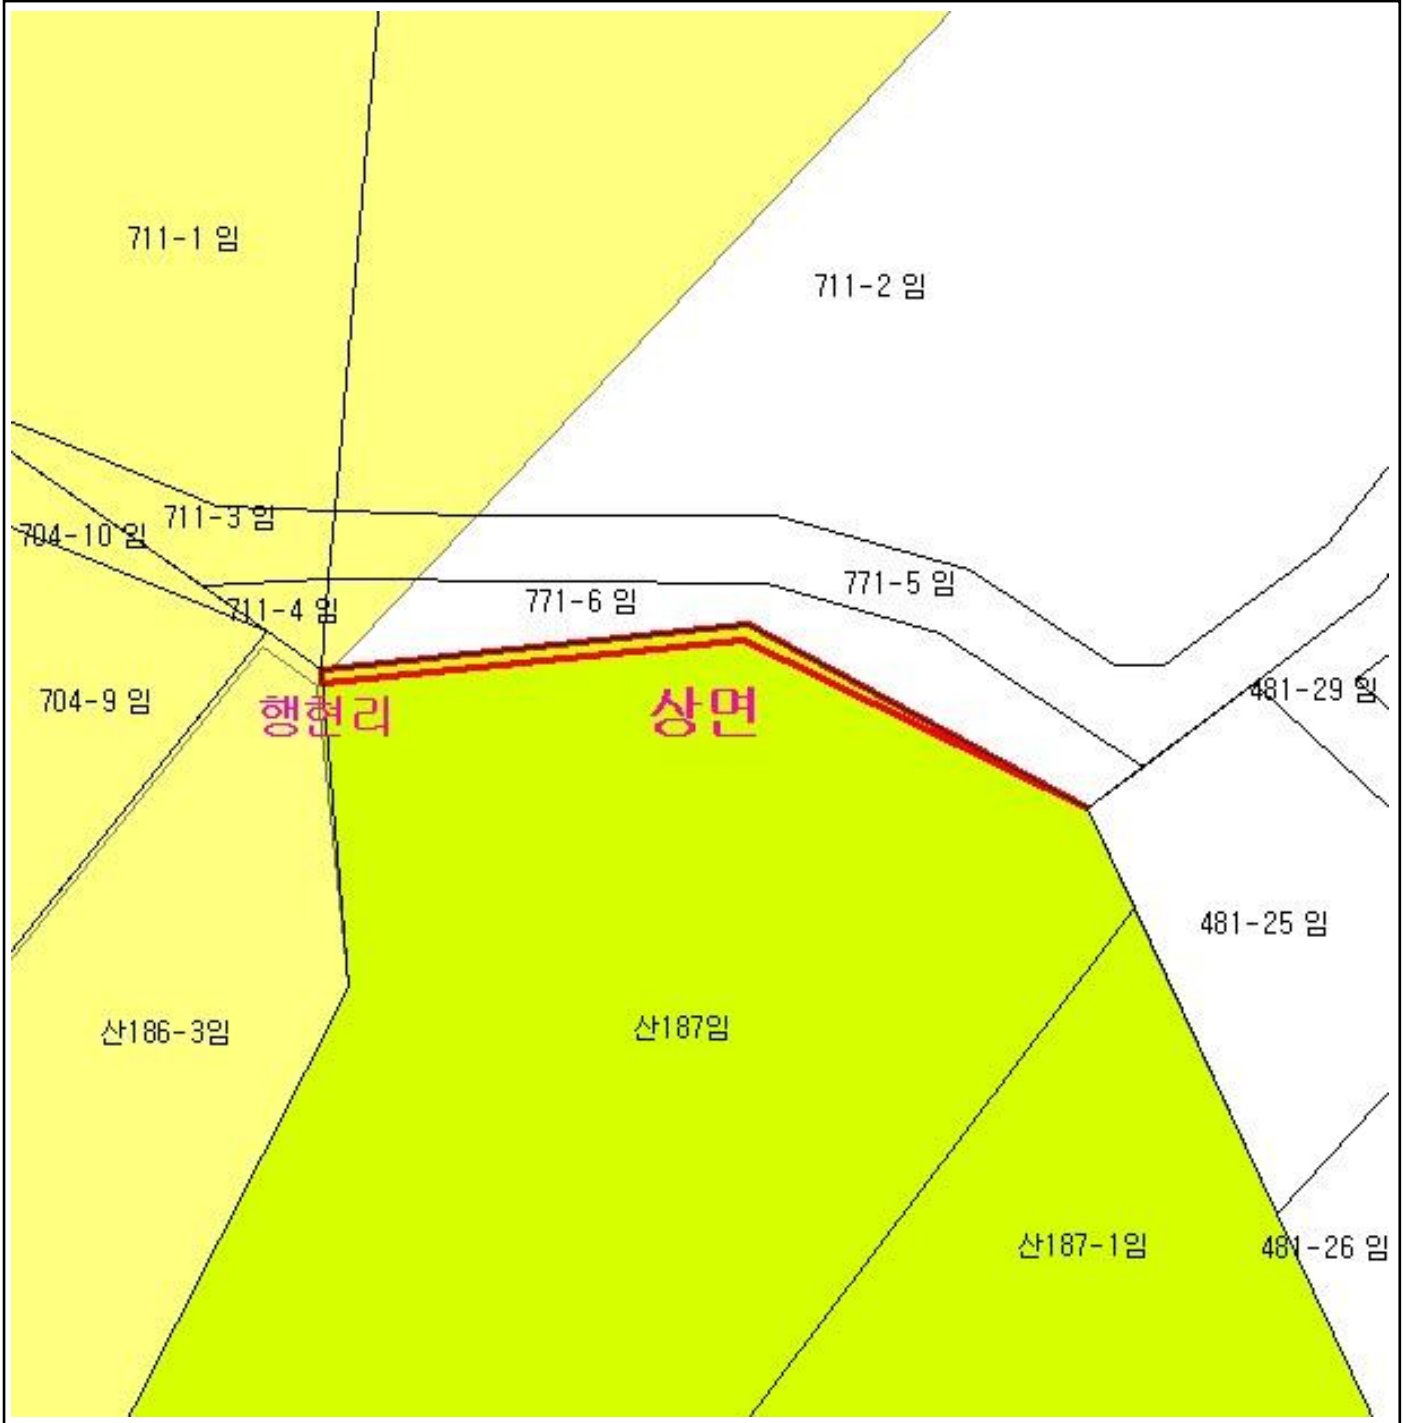 711-1 임
711-2 임
711-3 임
704-10 임
771-5 임
711-4 임
771-6 임
704-9 임
481-29 임
행현리
상면
481-25 임
산186-3임
산187임
산187-1임
481-26 임